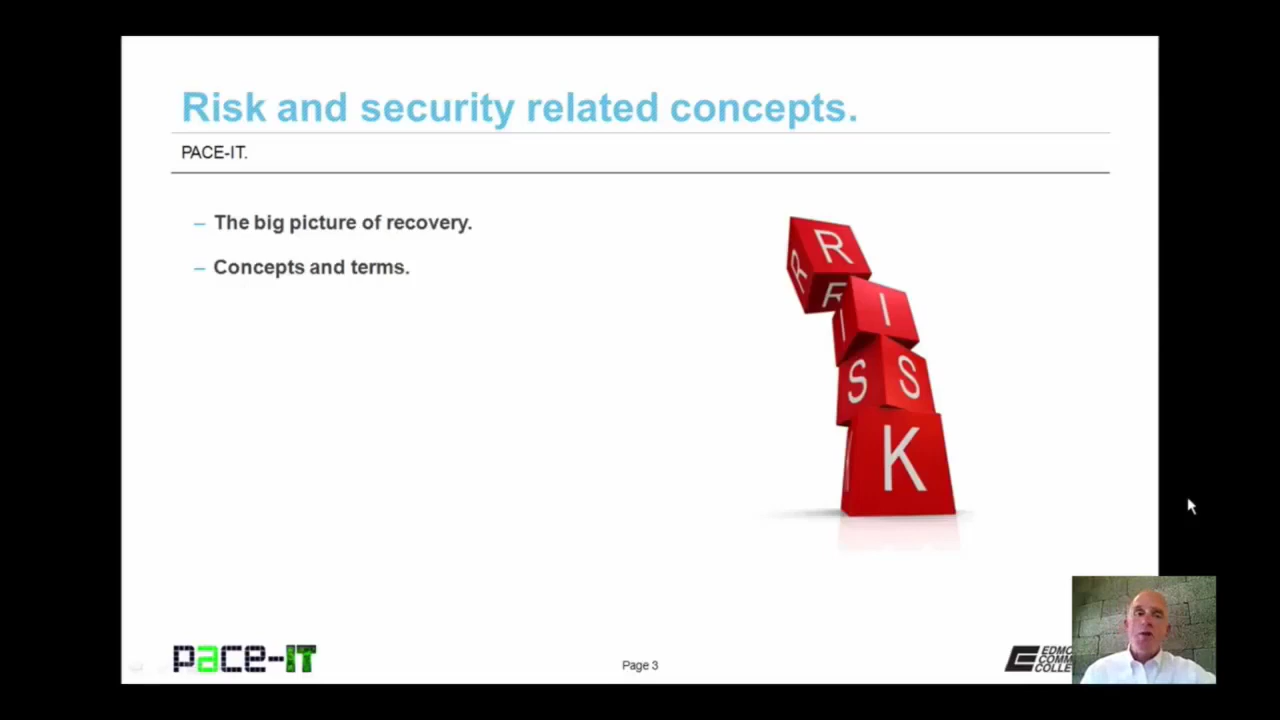 Risk and security related concepts.
PACE-IT.
– The big picture of recovery.
– Concepts and terms.
R
R
R
I
I
S
S
K
pace-IT
Page 3